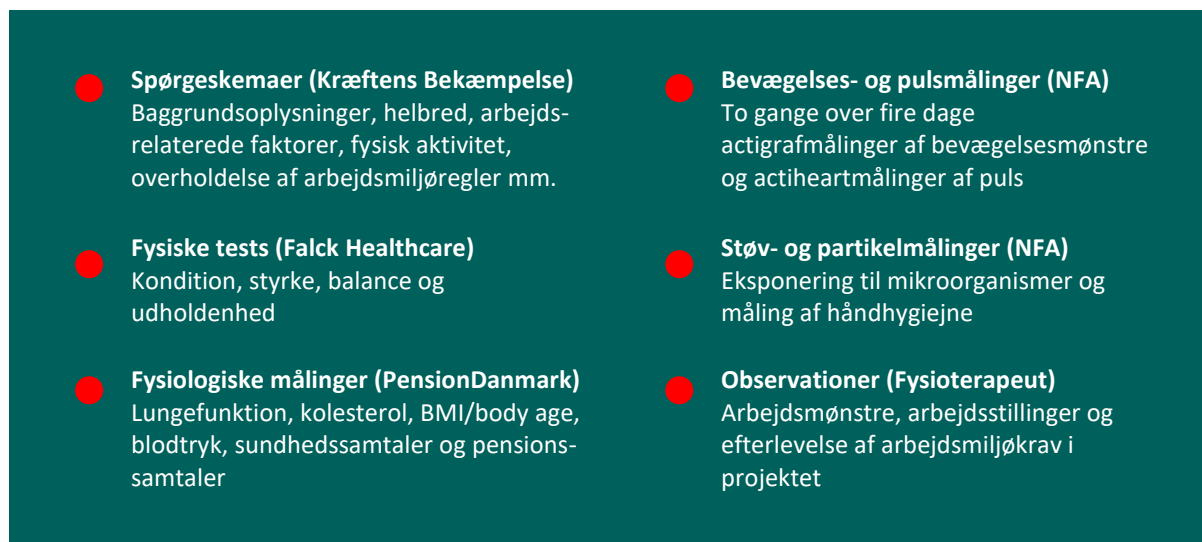 Spørgeskemaer (Kræftens Bekæmpelse)
Baggrundsoplysninger, helbred, arbejds-
relaterede faktorer, fysisk aktivitet,
overholdelse af arbejdsmiljøregler mm.
Fysiske tests (Falck Healthcare)
Kondition, styrke, balance og
udholdenhed
Fysiologiske målinger (PensionDanmark)
Lungefunktion, kolesterol, BMI/body age,
blodtryk, sundhedssamtaler og pensions-
samtaler
Bevægelses- og pulsmålinger (NFA)
To gange over fire dage
actigrafmålinger af bevægelsesmønstre
og actiheartmålinger af puls
Støv- og partikelmålinger (NFA)
Eksponering til mikroorganismer og
måling af håndhygiejne
Observationer (Fysioterapeut)
Arbejdsmønstre, arbejdsstillinger og
efterlevelse af arbejdsmiljøkrav i
projektet